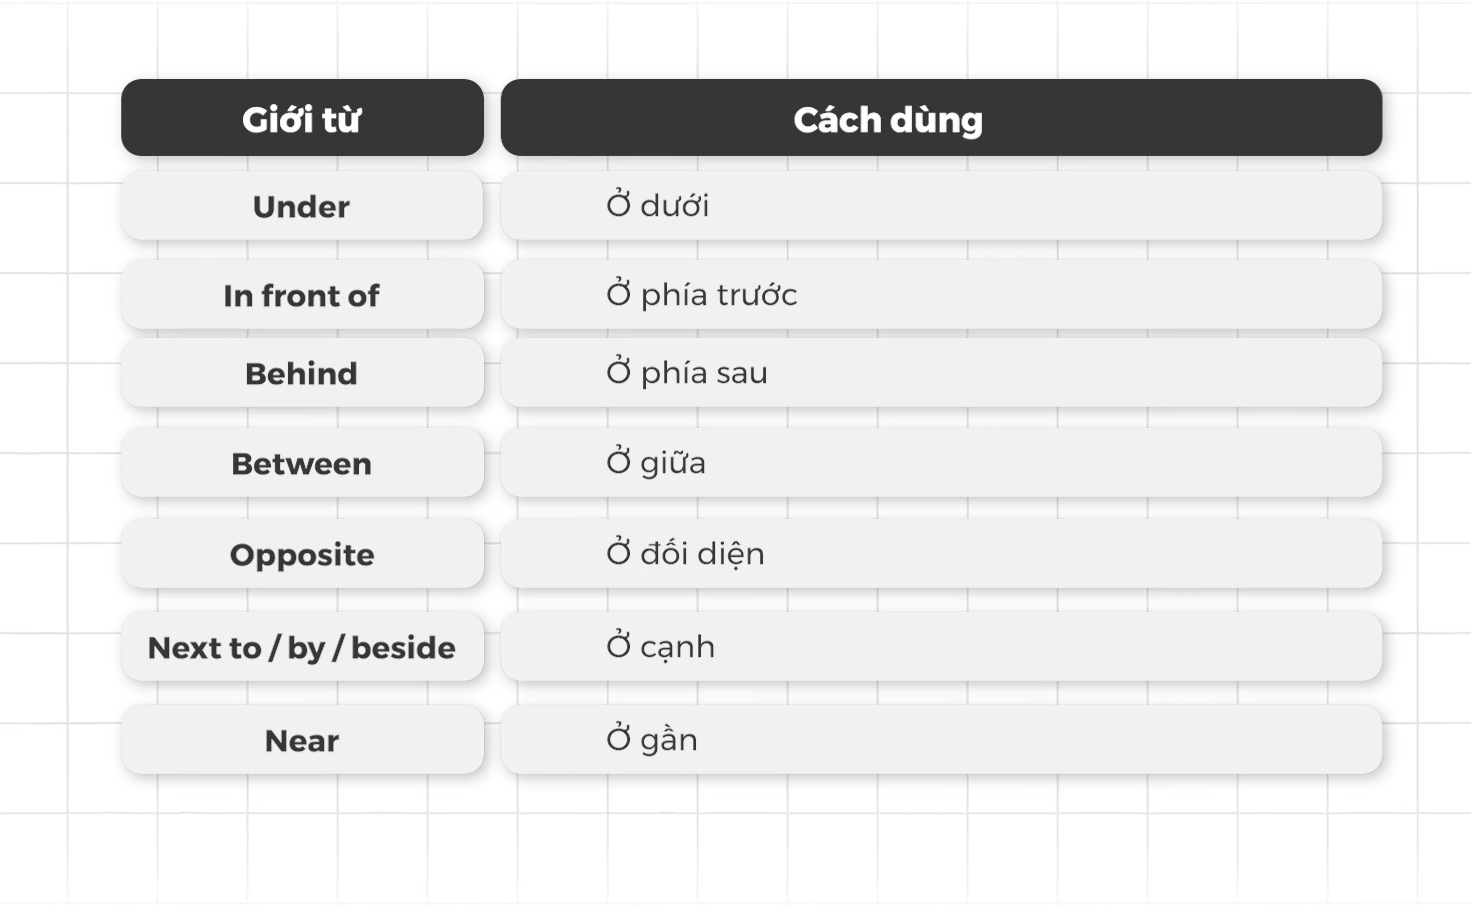 Giới từ
Cách dùng
Under
Ở dưới
In front of
Ở phía trước
Behind
Ở phía sau
Between
Ở giữa
Opposite
Ở đối diện
Next to / by / beside
Ở cạnh
Near
Ở gần